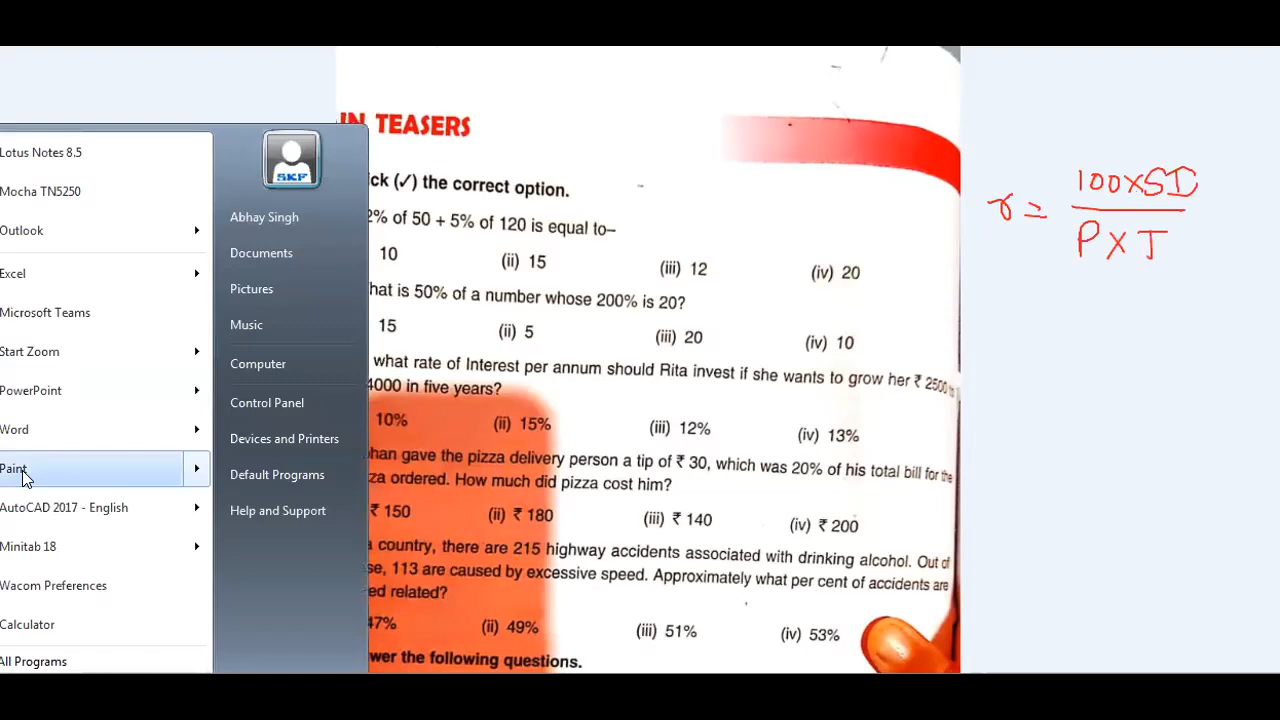 Lotus Notes 8.5
Mocha TN5250
Outlook
Excel
Microsoft Teams
Start Zoom
PowerPoint
Word
Paint
AutoCAD 2017 - English
Minitab 18
Wacom Preferences
Calculator
All Programs
SKF
Abhay Singh
Documents
Pictures
Music
Computer
Control Panel
Devices and Printers
Default Programs
Help and Support
IN TEASERS
ick (✓) the correct option.
2% of 50 + 5% of 120 is equal to–
10 (ii) 15 (iii) 12 (iv) 20
hat is 50% of a number whose 200% is 20?
15 (ii) 5 (iii) 20 (iv) 10
what rate of Interest per annum should Rita invest if she wants to grow her ₹ 2500
4000 in five years?
10% (ii) 15% (iii) 12% (iv) 13%
han gave the pizza delivery person a tip of ₹ 30, which was 20% of his total bill for the
za ordered. How much did pizza cost him?
₹ 150 (ii) ₹ 180 (iii) ₹ 140 (iv) ₹ 200
a country, there are 215 highway accidents associated with drinking alcohol. Out of
se, 113 are caused by excessive speed. Approximately what per cent of accidents are
ed related?
47% (ii) 49% (iii) 51% (iv) 53%
wer the following questions.
100×SI
r =
P×T